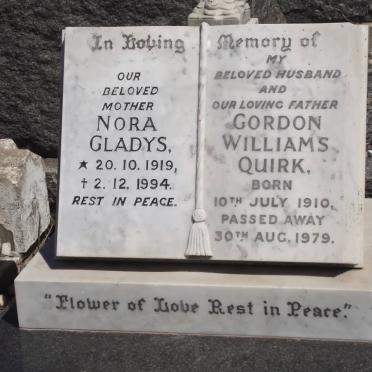 In Loving Memory of
OUR
BELOVED
MOTHER
NORA
GLADYS,
* 20. 10. 1919,
† 2. 12. 1994.
REST IN PEACE.
MY
BELOVED HUSBAND
AND
OUR LOVING FATHER
GORDON
WILLIAMS
QUIRK,
BORN
10TH JULY 1910,
PASSED AWAY
30TH AUG. 1979.
"Flower of Love Rest in Peace."